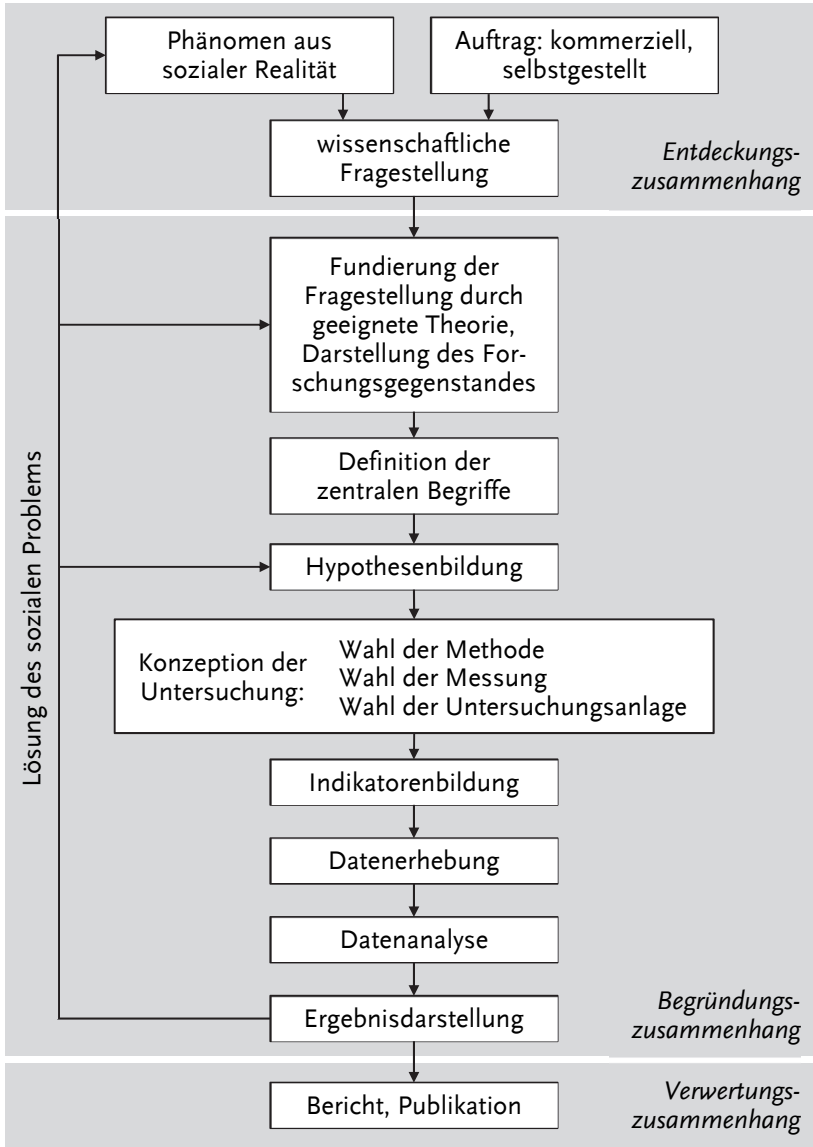 Phänomen aus
sozialer Realität
Auftrag: kommerziell,
selbstgestellt
wissenschaftliche
Fragestellung
Entdeckungs-
zusammenhang
Fundierung der
Fragestellung durch
geeignete Theorie,
Darstellung des For-
schungsgegenstandes
Definition der
zentralen Begriffe
Hypothesenbildung
Konzeption der
Untersuchung:
Wahl der Methode
Wahl der Messung
Wahl der Untersuchungsanlage
Indikatorenbildung
Datenerhebung
Datenanalyse
Ergebnisdarstellung
Lösung des sozialen Problems
Begründungs-
zusammenhang
Bericht, Publikation
Verwertungs-
zusammenhang